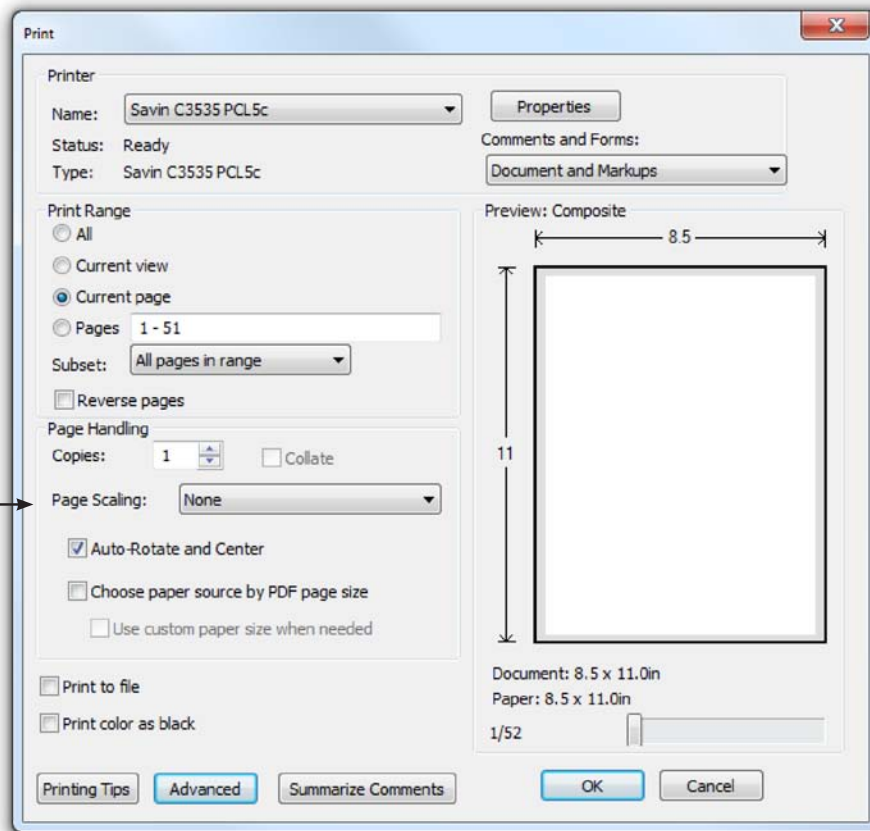 Print
Printer
Name: Savin C3535 PCL5c
Properties
Status: Ready
Comments and Forms:
Type: Savin C3535 PCL5c
Document and Markups
Print Range
All
Current view
Current page
Pages 1 - 51
Subset: All pages in range
Reverse pages
Page Handling
Copies: 1 Collate
Page Scaling: None
Auto-Rotate and Center
Choose paper source by PDF page size
Use custom paper size when needed
Print to file
Print color as black
Preview: Composite
8.5
11
Document: 8.5 x 11.0in
Paper: 8.5 x 11.0in
1/52
Printing Tips Advanced Summarize Comments OK Cancel